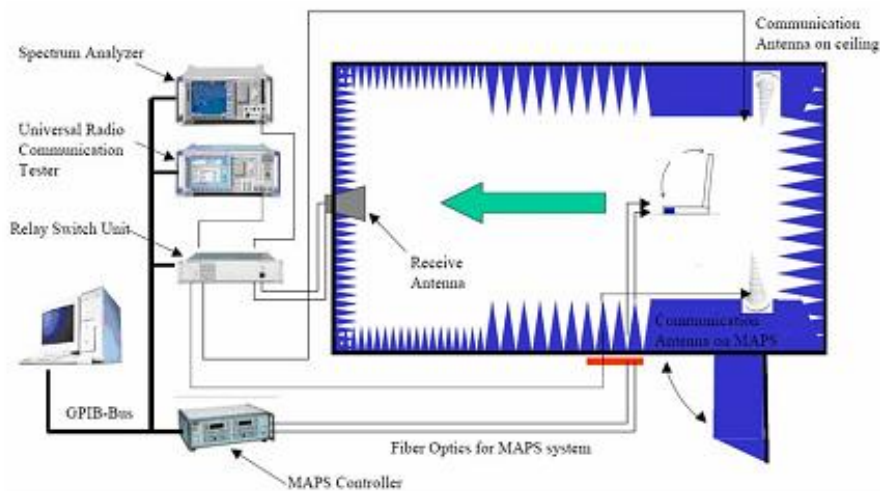 Communication
Antenna on ceiling
Spectrum Analyzer
Universal Radio
Communication
Tester
Relay Switch Unit
Receive
Antenna
Communication
Antenna on MAPS
GPIB-Bus
Fiber Optics for MAPS system
MAPS Controller